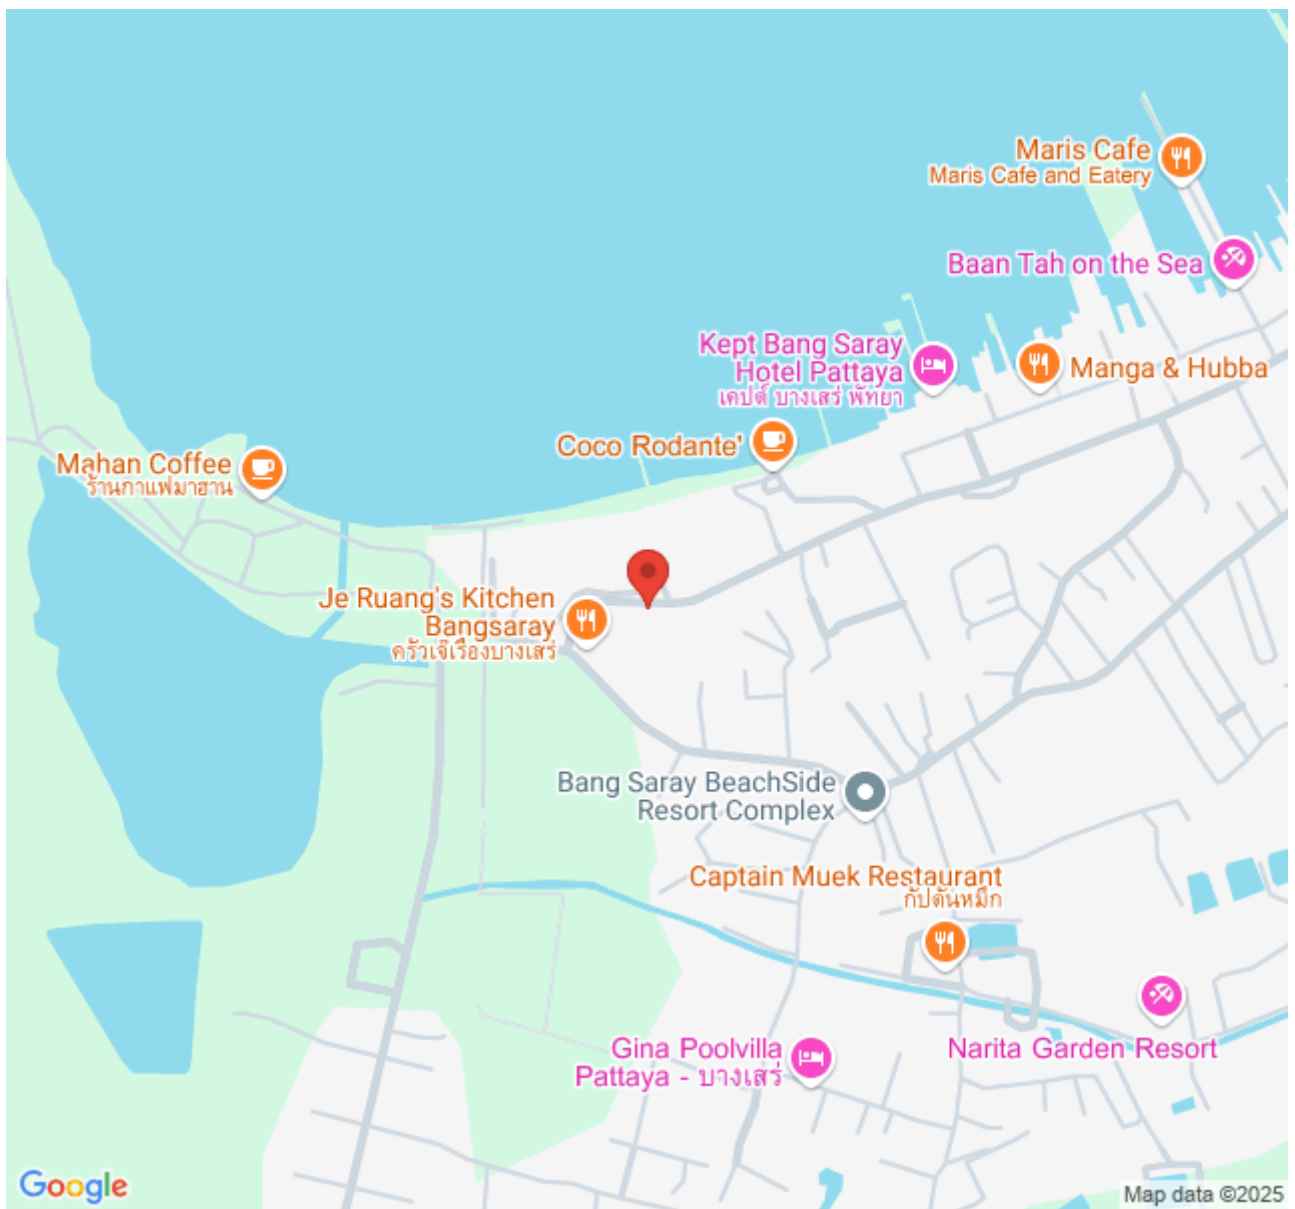 Maris Cafe
Maris Cafe and Eatery
Baan Tah on the Sea
Kept Bang Saray
Hotel Pattaya
เคปต์ บางเสร่ พัทยา
Manga & Hubba
Coco Rodante'
Mahan Coffee
ร้านกาแฟมาฮาน
Je Ruang's Kitchen
Bangsaray
ครัวเจ๊เรืองบางเสร่
Bang Saray BeachSide
Resort Complex
Captain Muek Restaurant
กัปตันหมึก
Gina Poolvilla
Pattaya - บางเสร่
Narita Garden Resort
Google
Map data ©2025